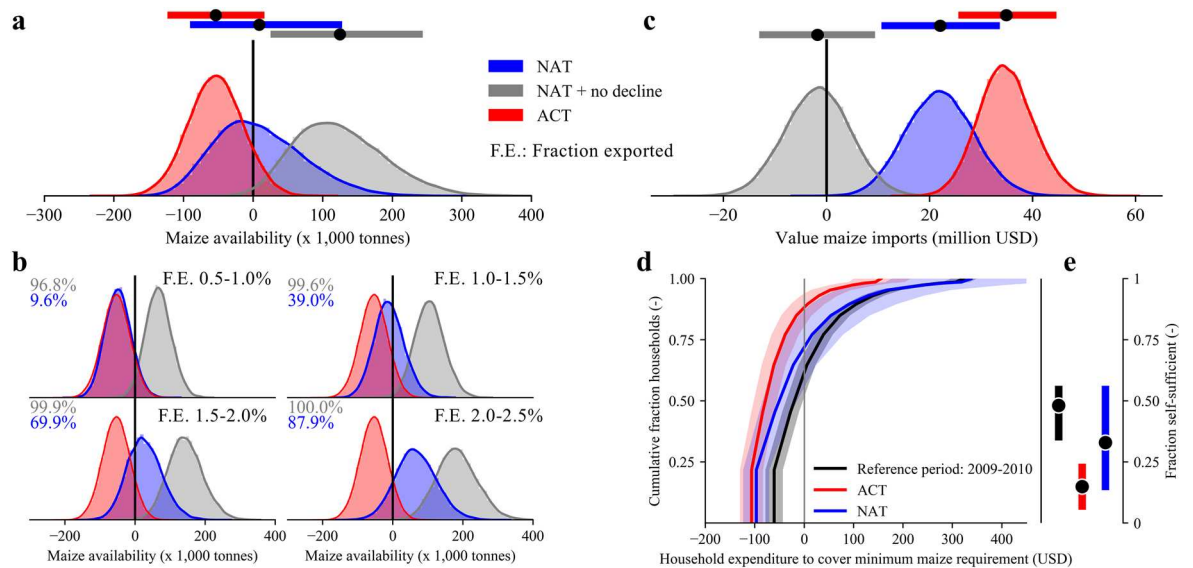 a
NAT
NAT + no decline
ACT
F.E.: Fraction exported
−300 −200 −100 0 100 200 300 400
Maize availability (x 1,000 tonnes)
c
−20 0 20 40 60
Value maize imports (million USD)
b
96.8%
9.6%
F.E. 0.5-1.0%
99.6%
39.0%
F.E. 1.0-1.5%
99.9%
69.9%
F.E. 1.5-2.0%
100.0%
87.9%
F.E. 2.0-2.5%
−200 0 200 400
Maize availability (x 1,000 tonnes)
−200 0 200 400
Maize availability (x 1,000 tonnes)
d
Cumulative fraction households (-)
1.00
0.75
0.50
0.25
Reference period: 2009-2010
ACT
NAT
−200 −100 0 100 200 300 400
Household expenditure to cover minimum maize requirement (USD)
e
1
0.5
0
Fraction self-sufficient (-)